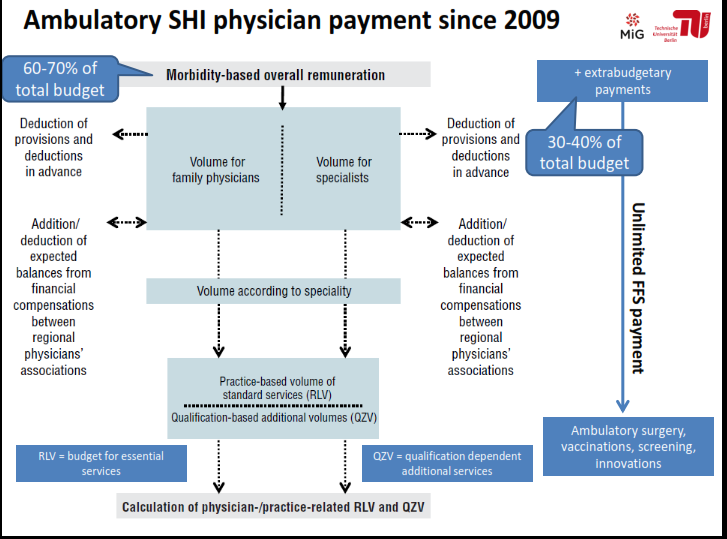 Ambulatory SHI physician payment since 2009
MiG
Technische
Universität
Berlin
berlin
60-70% of
total budget
Morbidity-based overall remuneration
+ extrabudgetary
payments
Deduction of
provisions and
deductions
in advance
Volume for
family physicians
Volume for
specialists
Deduction of
provisions and
deductions
in advance
30-40% of
total budget
Addition/
deduction of
expected
balances from
financial
compensations
between
regional
physicians’
associations
Addition/
deduction of
expected
balances from
financial
compensations
between
regional
physicians’
associations
Unlimited FFS payment
Volume according to speciality
Practice-based volume of
standard services (RLV)
Qualification-based additional volumes (QZV)
RLV = budget for essential
services
QZV = qualification dependent
additional services
Ambulatory surgery,
vaccinations, screening,
innovations
Calculation of physician-/practice-related RLV and QZV